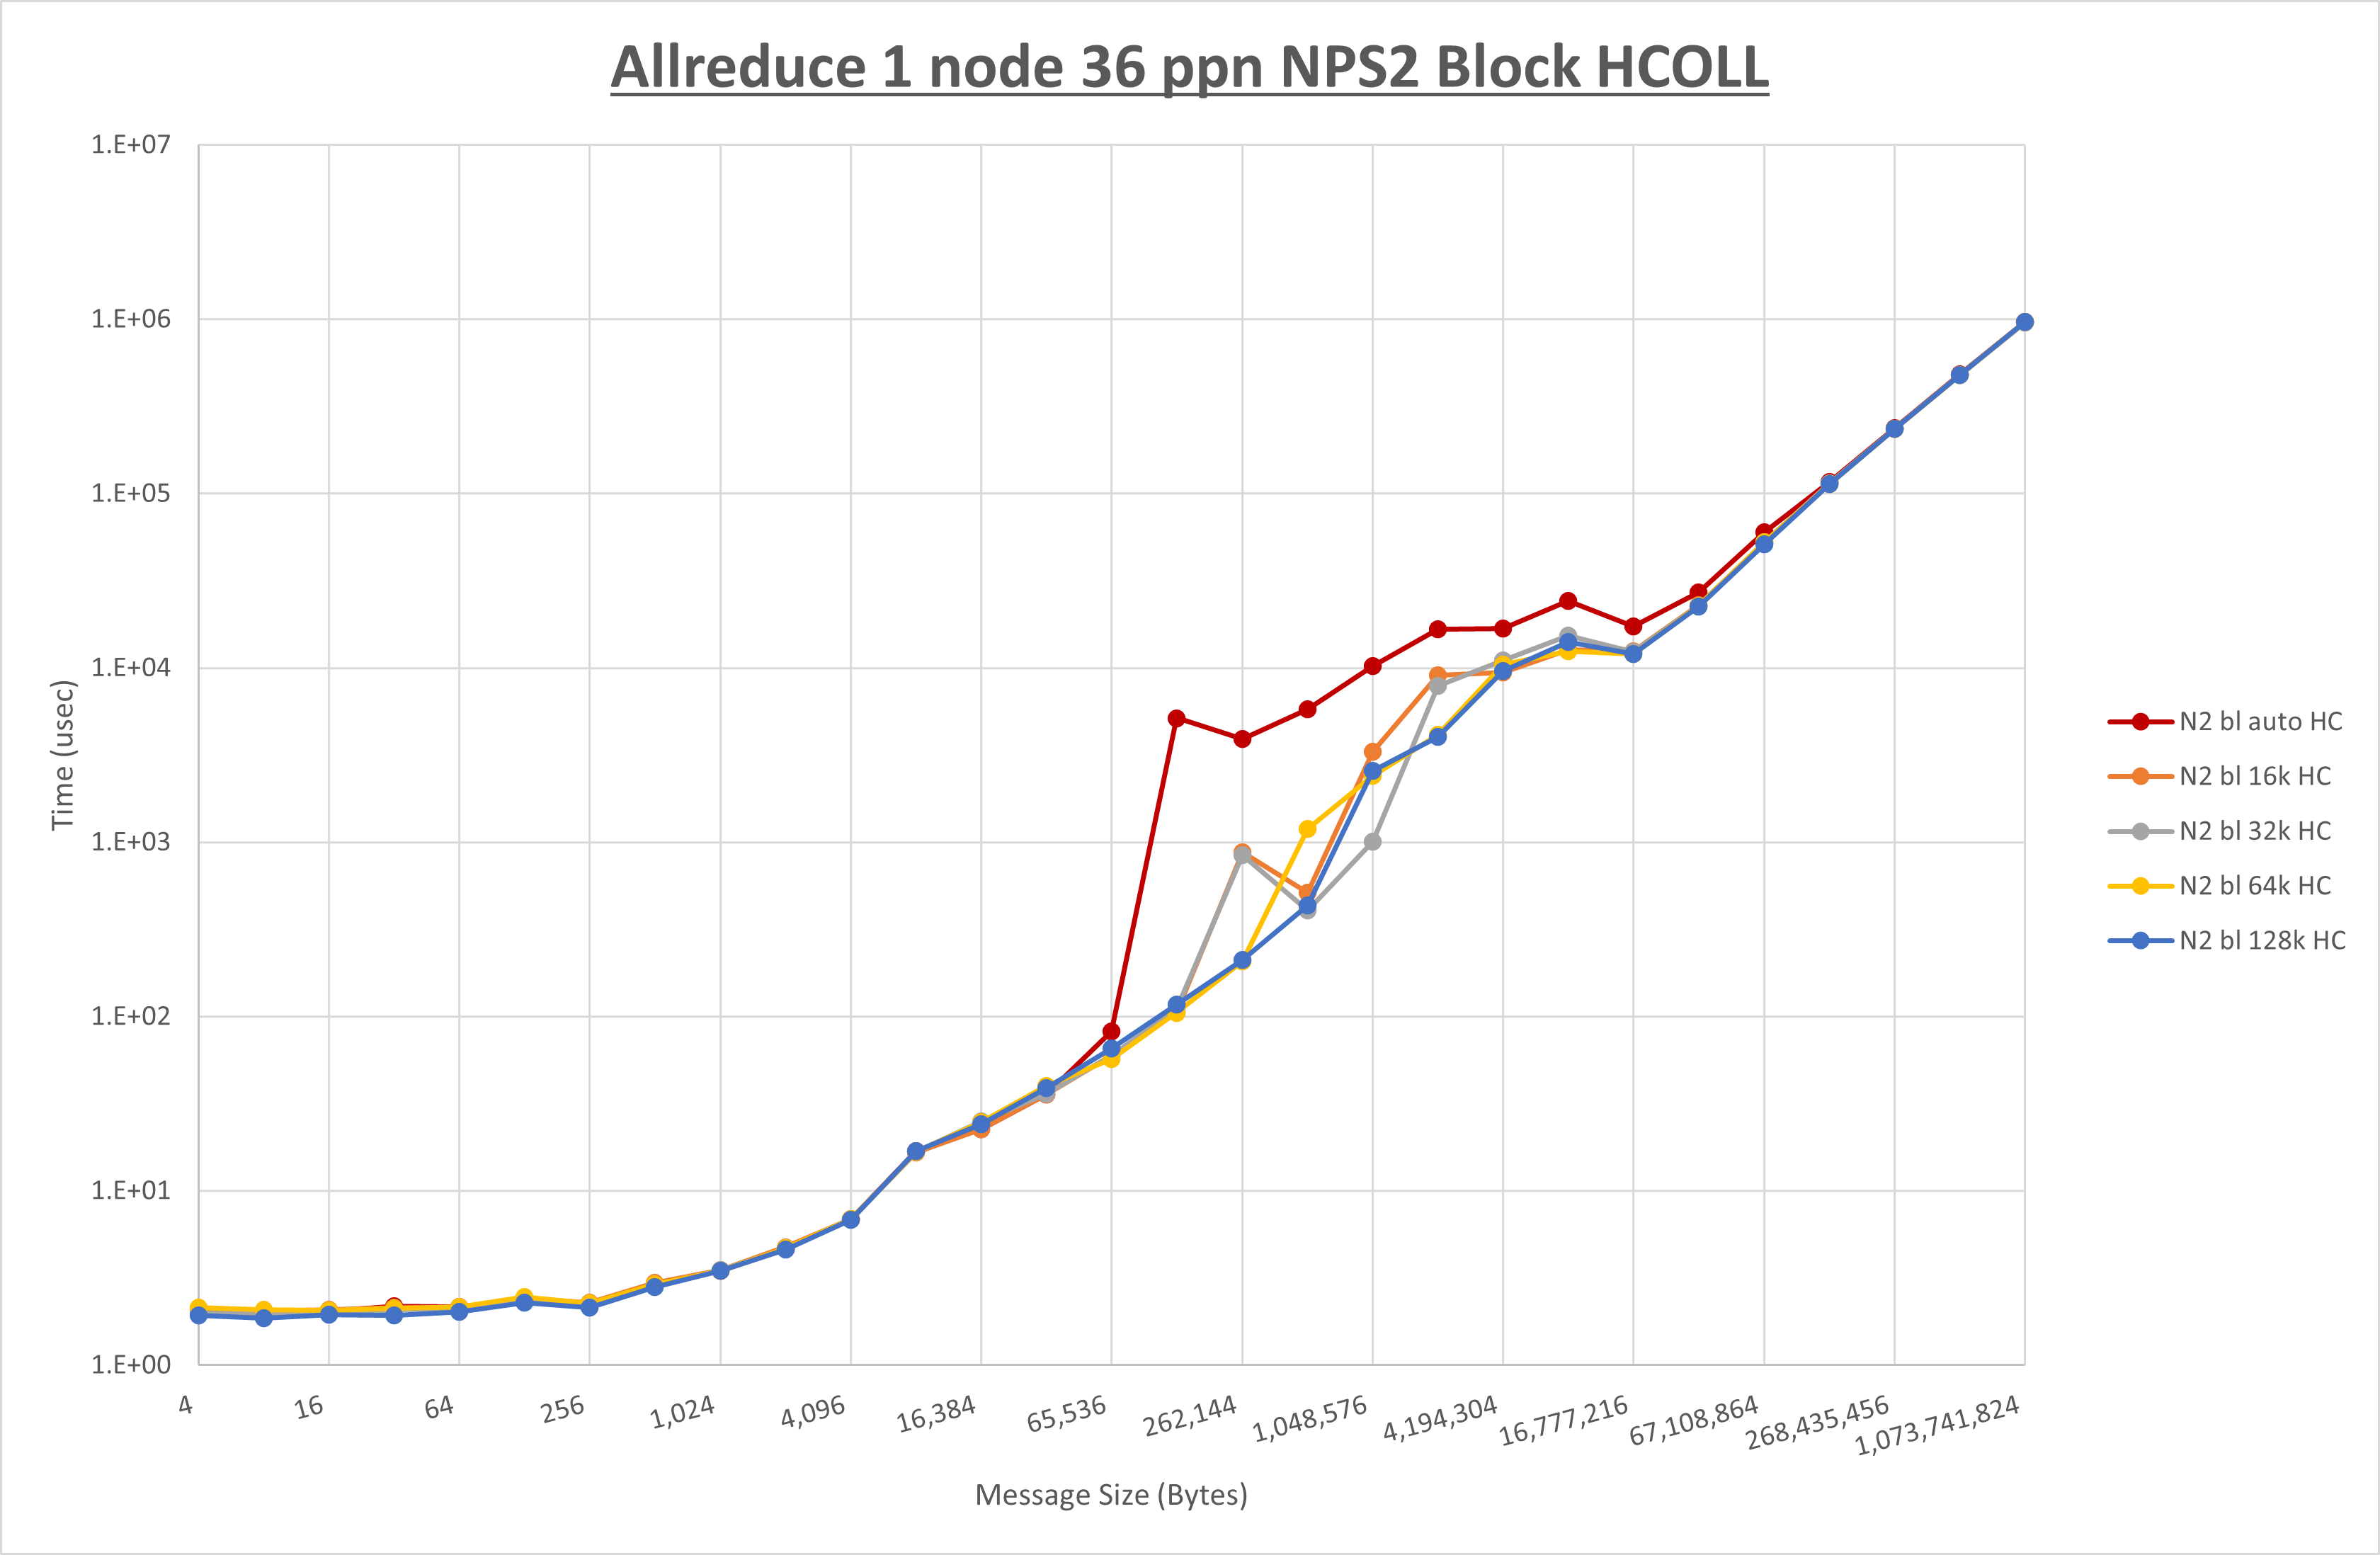 Allreduce 1 node 36 ppn NPS2 Block HCOLL
1.E+07
1.E+06
1.E+05
1.E+04
1.E+03
1.E+02
1.E+01
1.E+00
Time (usec)
4
16
64
256
1,024
4,096
16,384
65,536
262,144
1,048,576
4,194,304
16,777,216
67,108,864
268,435,456
1,073,741,824
Message Size (Bytes)
N2 bl auto HC
N2 bl 16k HC
N2 bl 32k HC
N2 bl 64k HC
N2 bl 128k HC